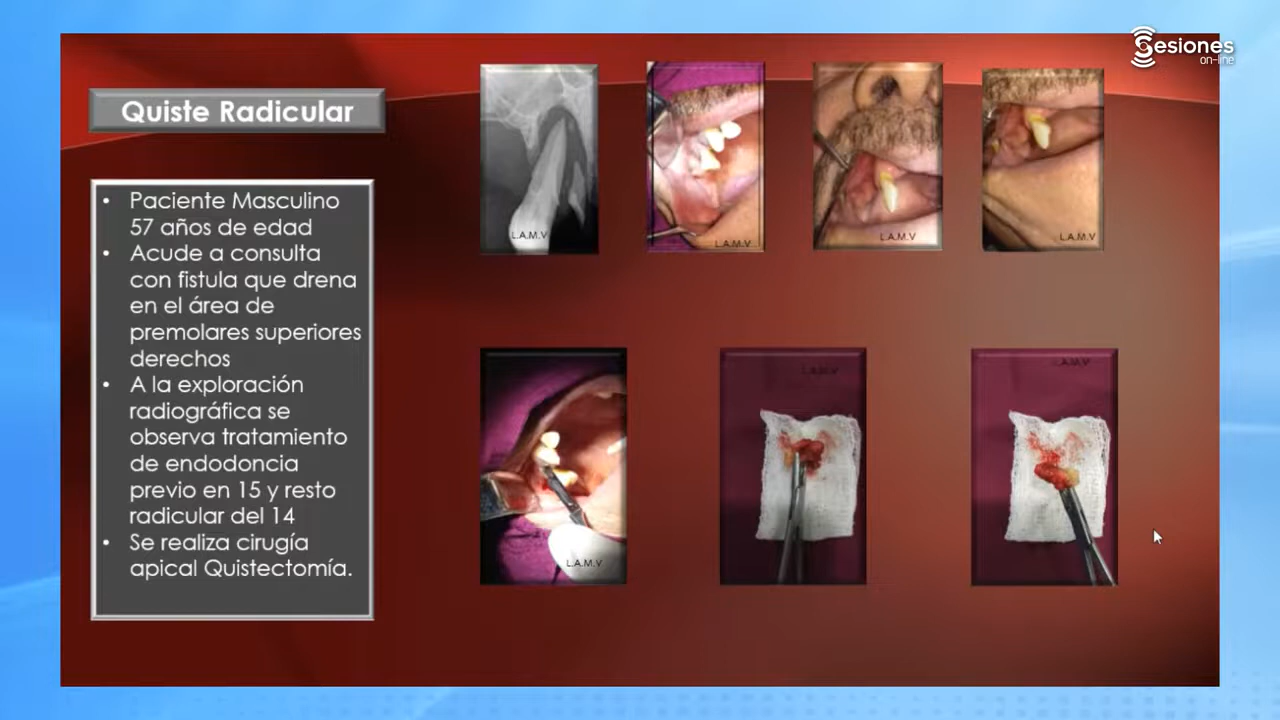 Sesiones
on-line
Quiste Radicular
• Paciente Masculino
57 años de edad
• Acude a consulta
con fistula que drena
en el área de
premolares superiores
derechos
• A la exploración
radiográfica se
observa tratamiento
de endodoncia
previo en 15 y resto
radicular del 14
• Se realiza cirugía
apical Quistectomía.
L.A.M.V
L.A.M.V
L.A.M.V
L.A.M.V
L.A.M.V
L.A.M.V
L.A.M.V